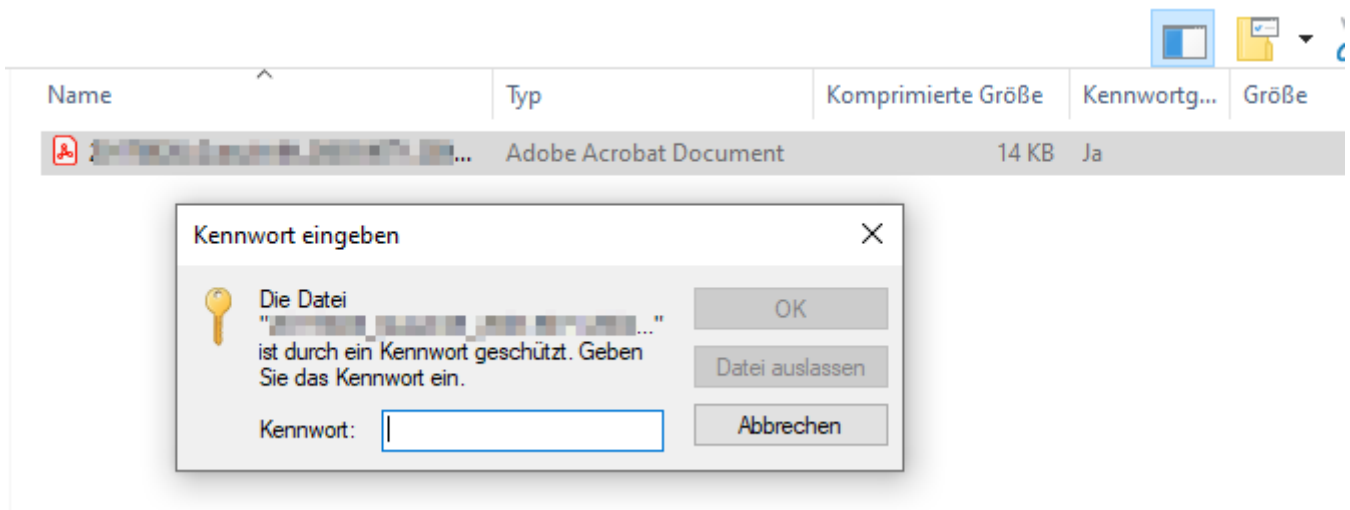 Name Typ Komprimierte Größe Kennwortg... Größe
Adobe Acrobat Document 14 KB Ja
Kennwort eingeben
Die Datei
OK
ist durch ein Kennwort geschützt. Geben
Sie das Kennwort ein.
Datei auslassen
Kennwort:
Abbrechen